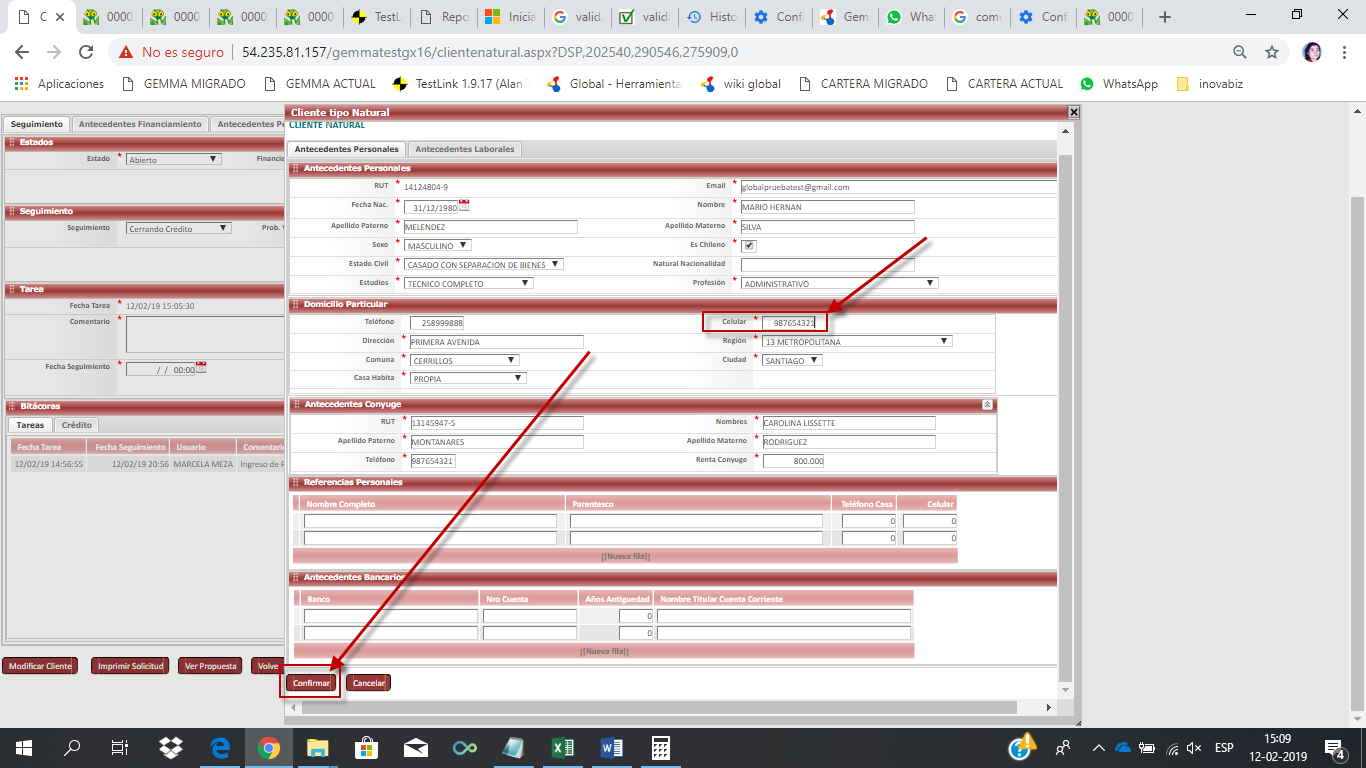 C
0000
0000
0000
0000
TestL
Repo
Inicia
valida
valida
Histo
Confi
Gem
What
como
Conf
0000
No es seguro
54.235.81.157/gemmatestgx16/clientenatural.aspx?DSP,202540,290546,275909,0
Aplicaciones
GEMMA MIGRADO
GEMMA ACTUAL
TestLink 1.9.17 (Alan
Global - Herramienta
wiki global
CARTERA MIGRADO
CARTERA ACTUAL
WhatsApp
inovabiz
Seguimiento
Antecedentes Financiamiento
Antecedentes Pe
Estados
Estado * Abierto
Financie
Seguimiento
Seguimiento * Cerrando Crédito
Prob. V
Tarea
Fecha Tarea * 12/02/19 15:05:30
Comentario *
Fecha Seguimiento * / / 00:00
Bitácoras
Tareas
Crédito
Fecha Tarea
Fecha Seguimiento
Usuario
Comentario
12/02/19 14:56:55
12/02/19 20:56
MARCELA MEZA
Ingreso de P
Modificar Cliente
Imprimir Solicitud
Ver Propuesta
Volve
Cliente tipo Natural
CLIENTE NATURAL
Antecedentes Personales
Antecedentes Laborales
Antecedentes Personales
RUT * 14124804-9
Email * globalpruebatest@gmail.com
Fecha Nac. * 31/12/1980
Nombre * MARIO HERNAN
Apellido Paterno * MELENDEZ
Apellido Materno * SILVA
Sexo * MASCULINO
Es Chileno *
Estado Civil * CASADO CON SEPARACION DE BIENES
Natural Nacionalidad
Estudios * TECNICO COMPLETO
Profesión * ADMINISTRATIVO
Domicilio Particular
Teléfono 258999888
Celular * 987654321
Dirección * PRIMERA AVENIDA
Región * 13 METROPOLITANA
Comuna * CERRILLOS
Ciudad * SANTIAGO
Casa Habita * PROPIA
Antecedentes Conyuge
RUT * 13145947-5
Nombres * CAROLINA LISSETTE
Apellido Paterno * MONTANARES
Apellido Materno * RODRIGUEZ
Teléfono * 987654321
Renta Conyuge * 800.000
Referencias Personales
Nombre Completo
Parentesco
Teléfono Casa
Celular
0
0
0
0
[[Nueva fila]]
Antecedentes Bancarios
Banco
Nro Cuenta
Años Antiguedad
Nombre Titular Cuenta Corriente
0
0
[[Nueva fila]]
Confirmar
Cancelar
ESP
15:09
12-02-2019
4